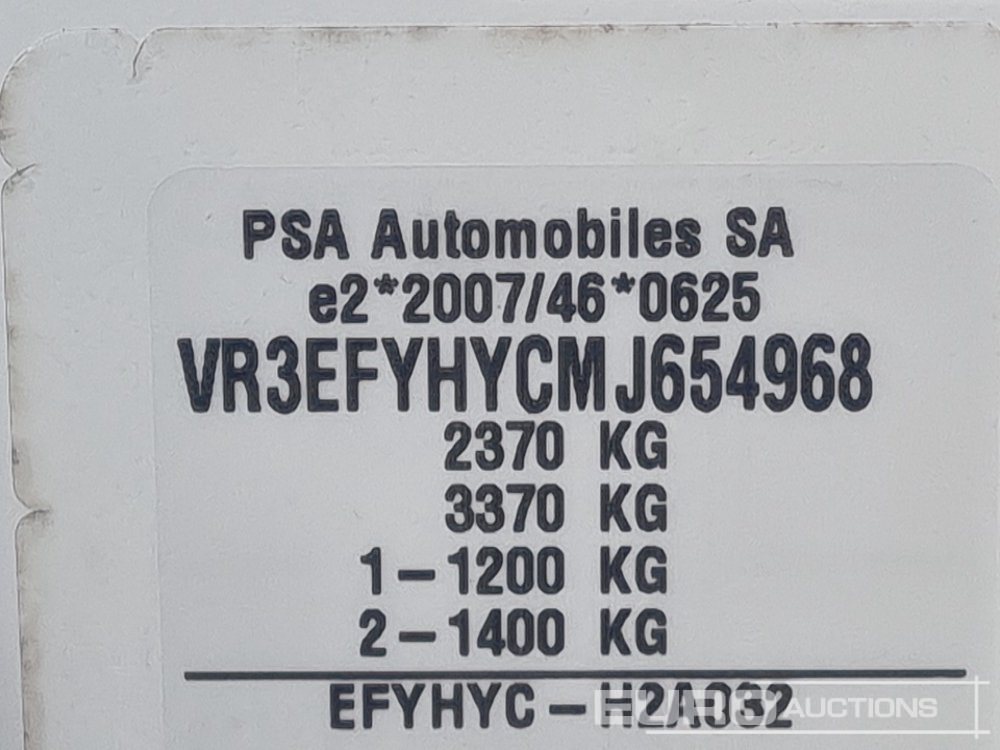 PSA Automobiles SA
e2*2007/46*0625
VR3EFYHYCMJ654968
2370 KG
3370 KG
1-1200 KG
2-1400 KG
EFYHYC-
EURO AUCTIONS